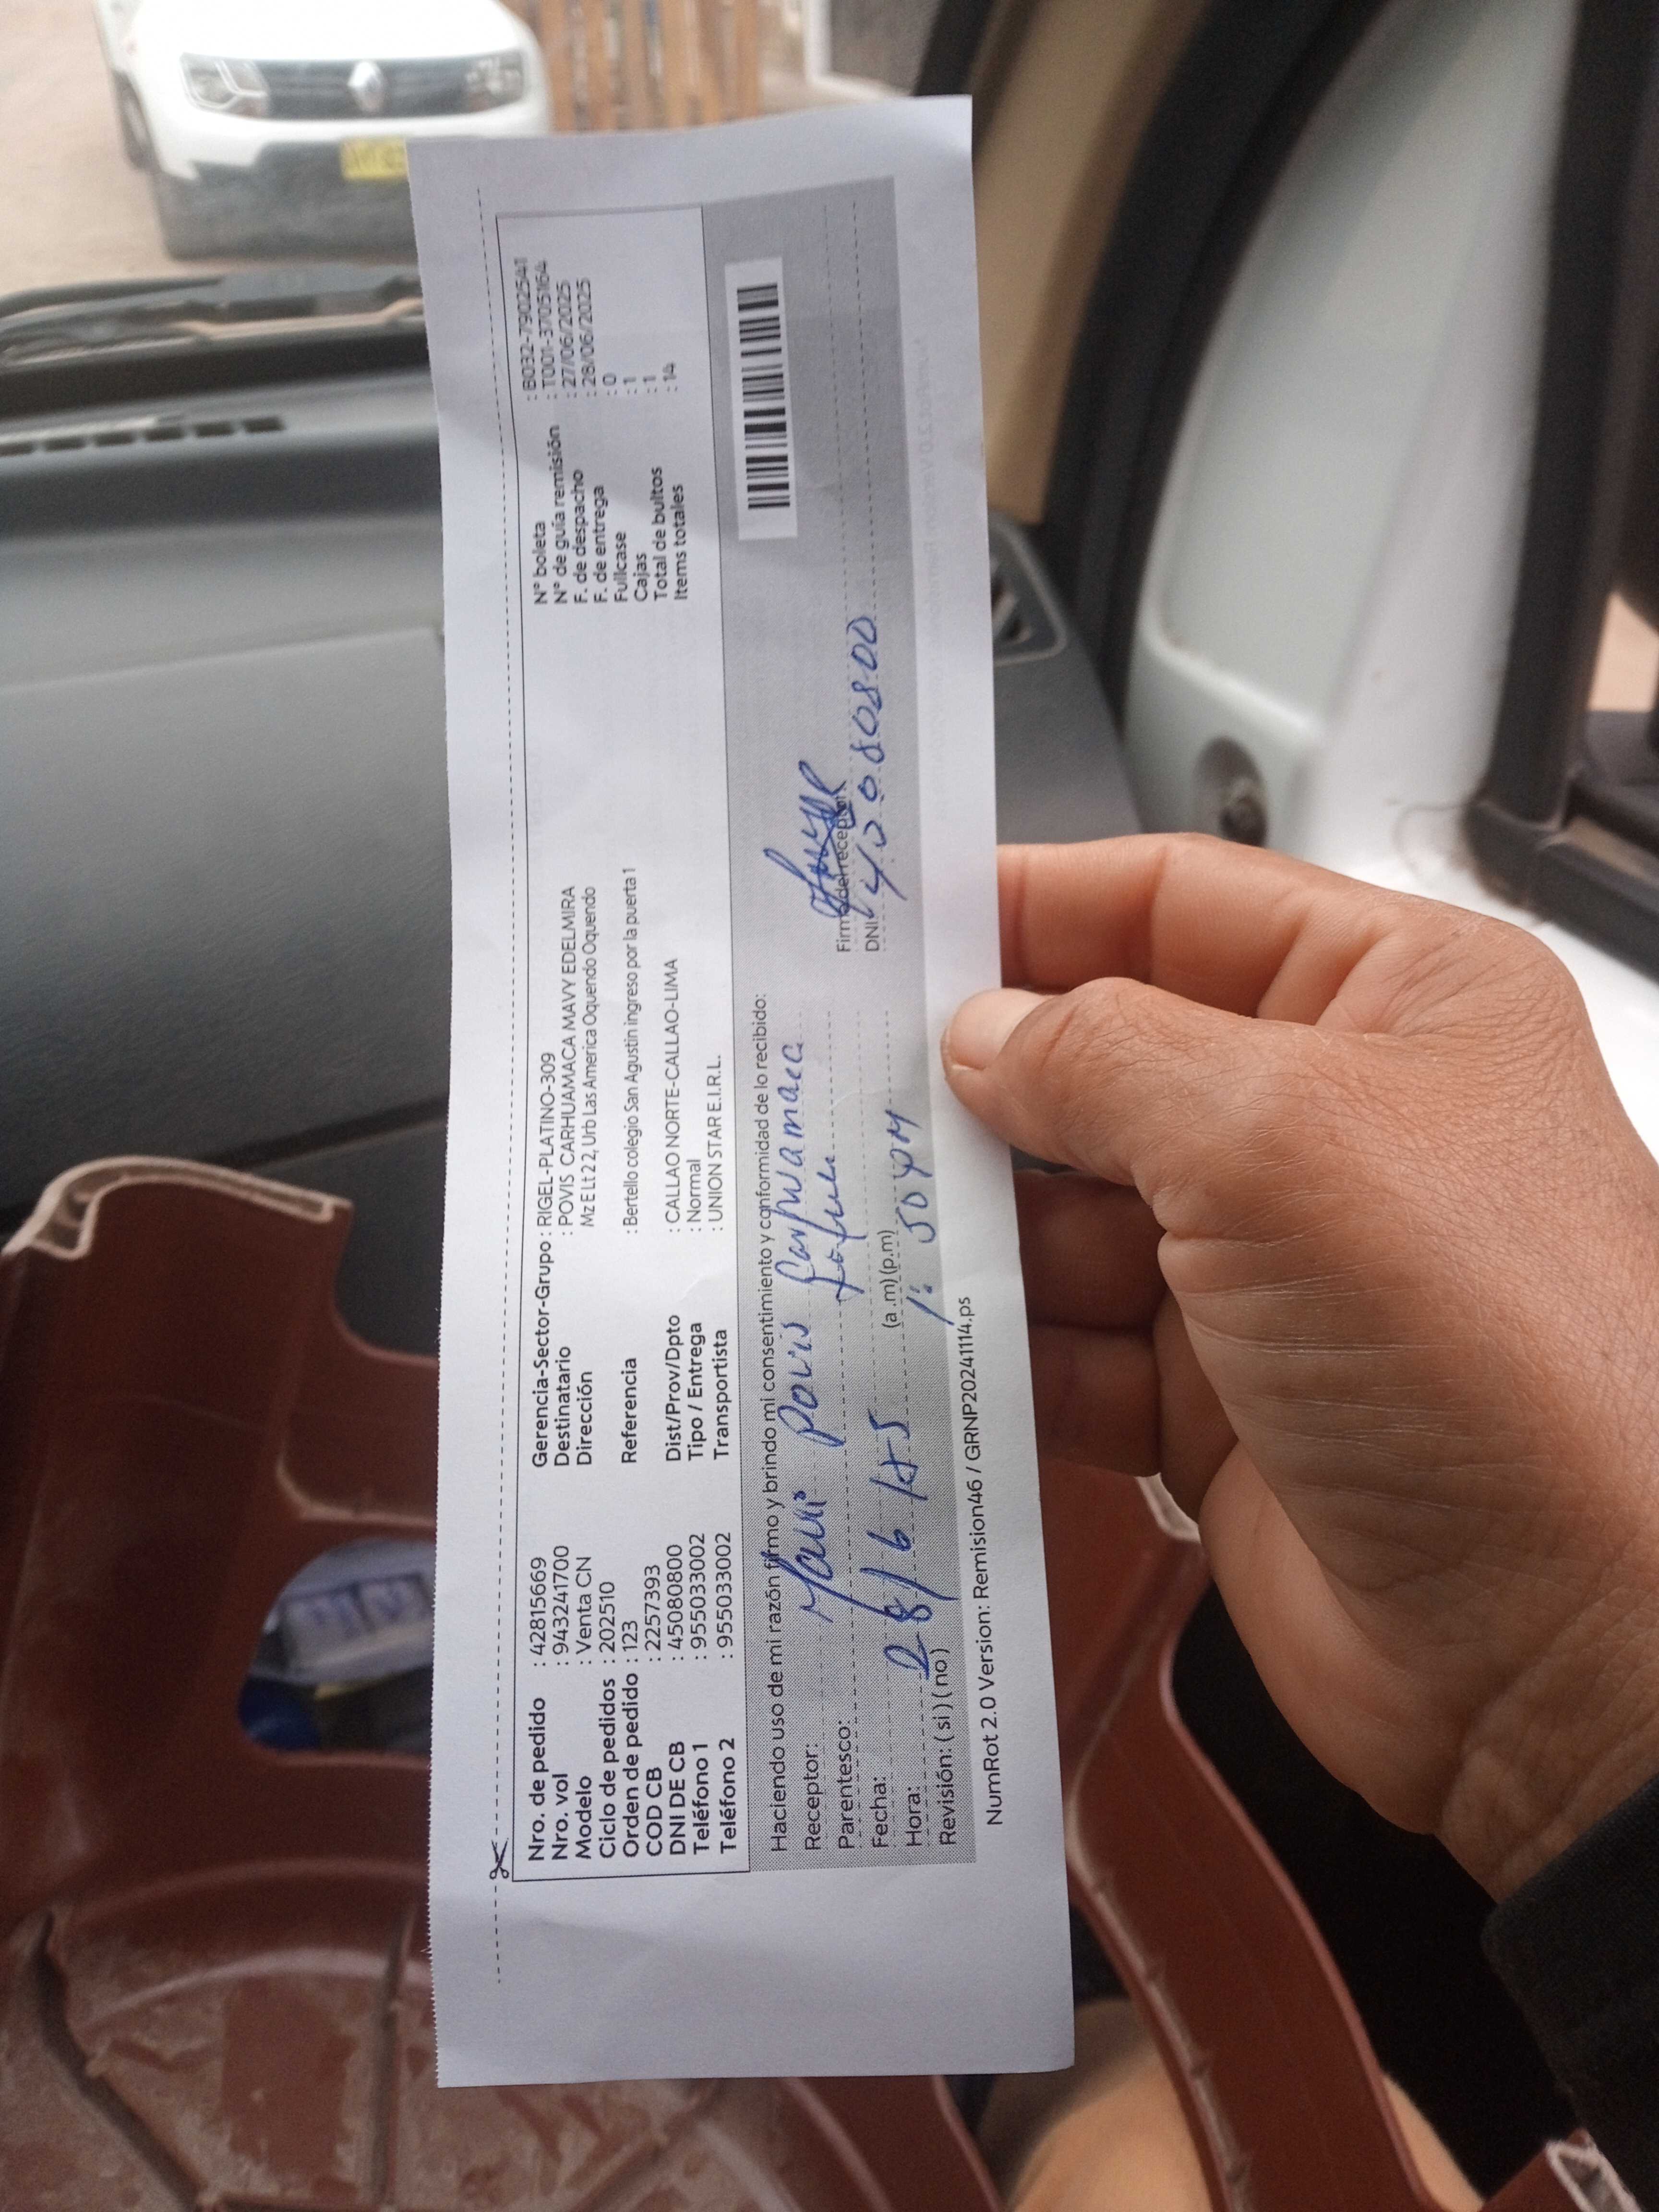 Nro. de pedido : 42815669
Nro. vol : 943241700
Modelo : Venta CN
Ciclo de pedidos : 202510
Orden de pedido : 123
COD CB : 2257393
DNI DE CB : 45080800
Teléfono 1 : 955033002
Teléfono 2 : 955033002
Gerencia-Sector-Grupo : RIGEL-PLATINO-309
Destinatario : POVIS CARHUAMACA MAVY EDELMIRA
Dirección Mz E Lt 22, Urb Las America Oquendo Oquendo
Referencia : Bertello colegio San Agustin ingreso por la puerta 1
Dist/Prov/Dpto : CALLAO NORTE-CALLAO-LIMA
Tipo / Entrega : Normal
Transportista : UNION STAR E.I.R.L.
N° boleta : B032-7902541
N° de guía remisión : T001-3705164
F. de despacho : 27/06/2025
F. de entrega : 28/06/2025
Fullcase : 0
Cajas : 1
Total de bultos : 1
Items totales : 14
Haciendo uso de mi razón firmo y brindo mi consentimiento y conformidad de lo recibido:
Receptor: Mavi Povis Carhuamaca
Parentesco:
Fecha: 28/6
Hora: (a.m)(p.m) 1:50 PM
Revisión: ( si ) ( no )
Firma del receptor
DNI
NumRot 2.0 Version: Remision46 / GRNP20241114.ps